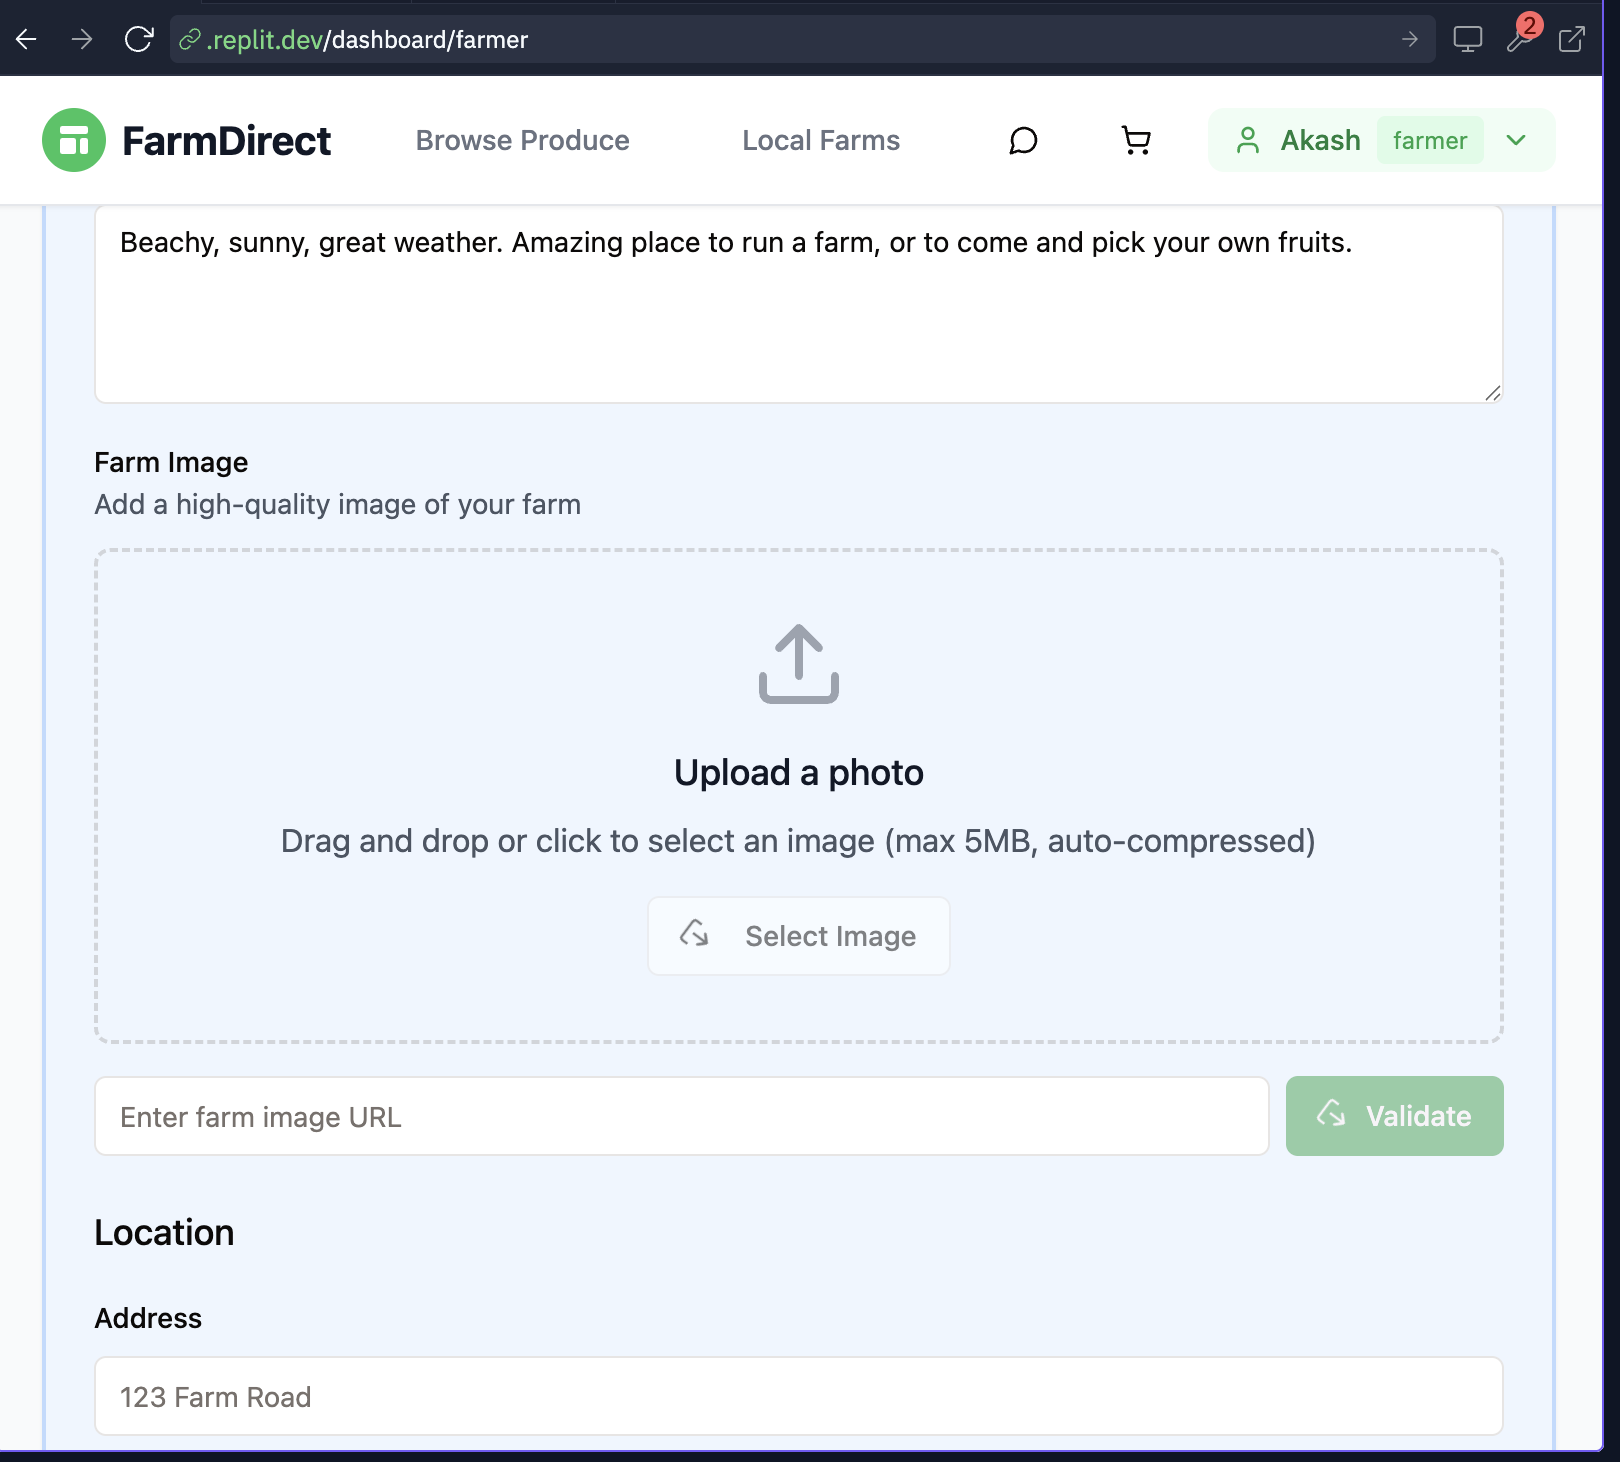 .replit.dev/dashboard/farmer
2
FarmDirect
Browse Produce
Local Farms
Akash
farmer
Beachy, sunny, great weather. Amazing place to run a farm, or to come and pick your own fruits.
Farm Image
Add a high-quality image of your farm
Upload a photo
Drag and drop or click to select an image (max 5MB, auto-compressed)
Select Image
Enter farm image URL
Validate
Location
Address
123 Farm Road